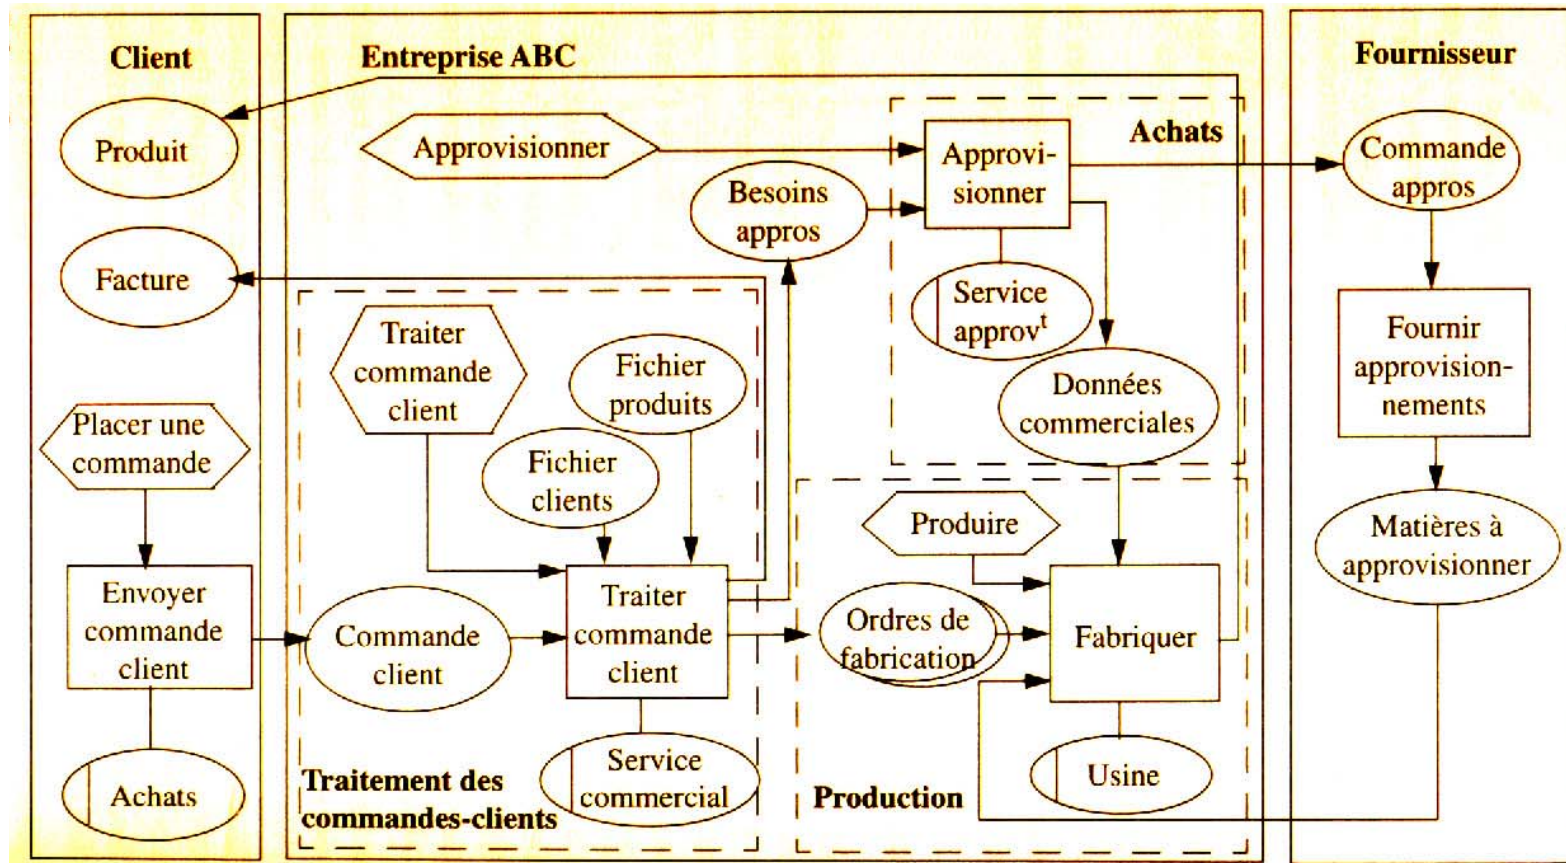 Client
Produit
Facture
Placer une
commande
Envoyer
commande
client
Achats
Entreprise ABC
Approvisionner
Besoins
appros
Traiter
commande
client
Fichier
produits
Fichier
clients
Commande
client
Traiter
commande
client
Service
commercial
Traitement des
commandes-clients
Achats
Approvi-
sionner
Service
approvᵗ
Données
commerciales
Produire
Ordres de
fabrication
Fabriquer
Usine
Production
Fournisseur
Commande
appros
Fournir
approvision-
nements
Matières à
approvisionner